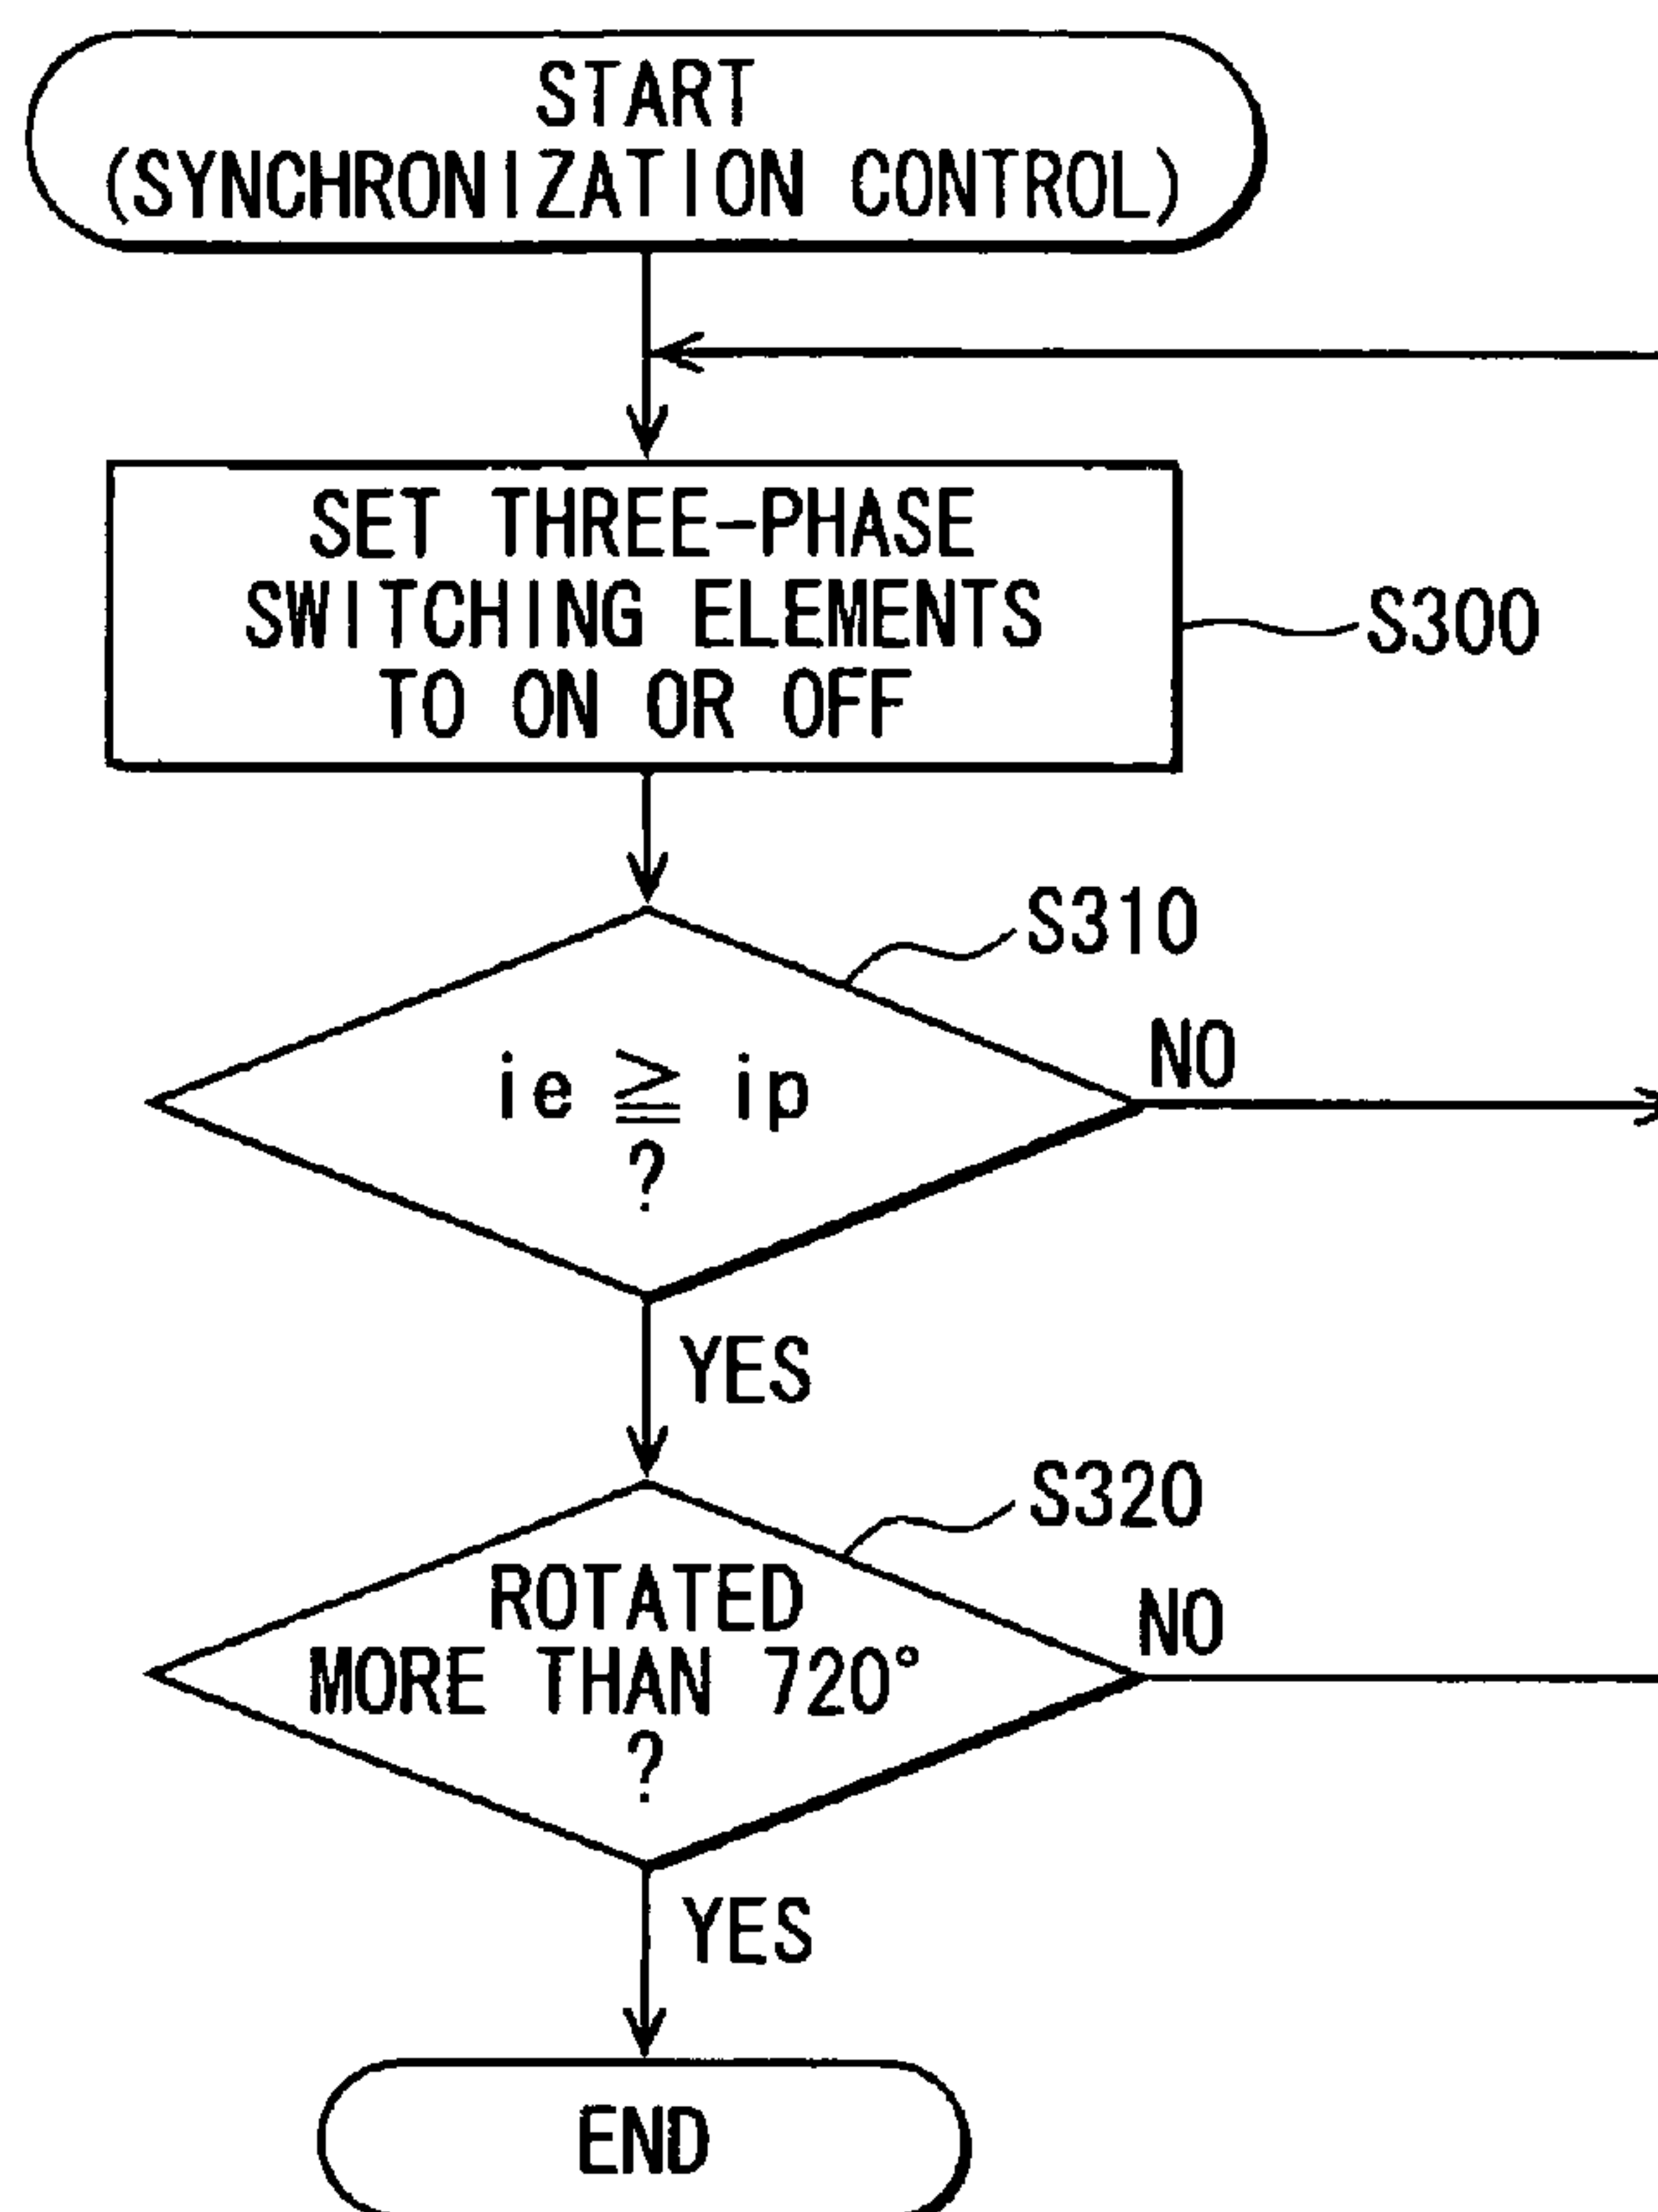 START
(SYNCHRONIZATION CONTROL)
SET THREE-PHASE
SWITCHING ELEMENTS
TO ON OR OFF
S300
S310
NO
ie ≧ ip
?
YES
S320
ROTATED
NO
MORE THAN 720°
?
YES
END